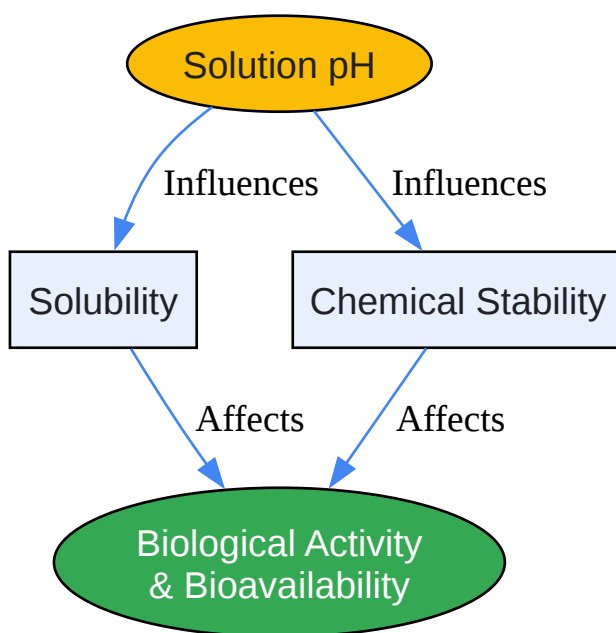 Solution pH
Influences
Influences
Solubility
Chemical Stability
Affects
Affects
Biological Activity
& Bioavailability